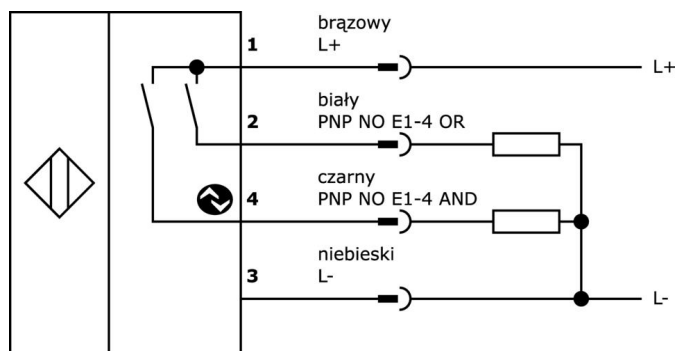 brązowy
1 L+
L+
biały
2 PNP NO E1-4 OR
czarny
4 PNP NO E1-4 AND
niebieski
3 L-
L-